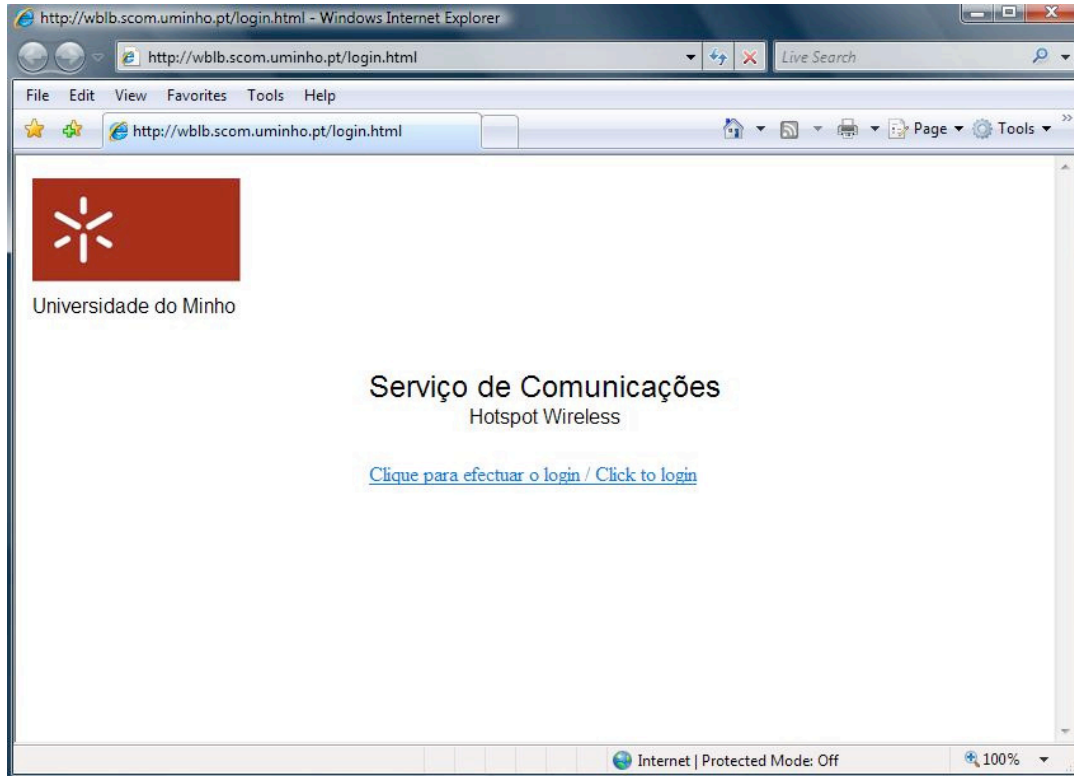 http://wblb.scom.uminho.pt/login.html - Windows Internet Explorer
http://wblb.scom.uminho.pt/login.html Live Search
File Edit View Favorites Tools Help
http://wblb.scom.uminho.pt/login.html Page Tools
Universidade do Minho
Serviço de Comunicações
Hotspot Wireless
Clique para efectuar o login / Click to login
Internet | Protected Mode: Off 100%